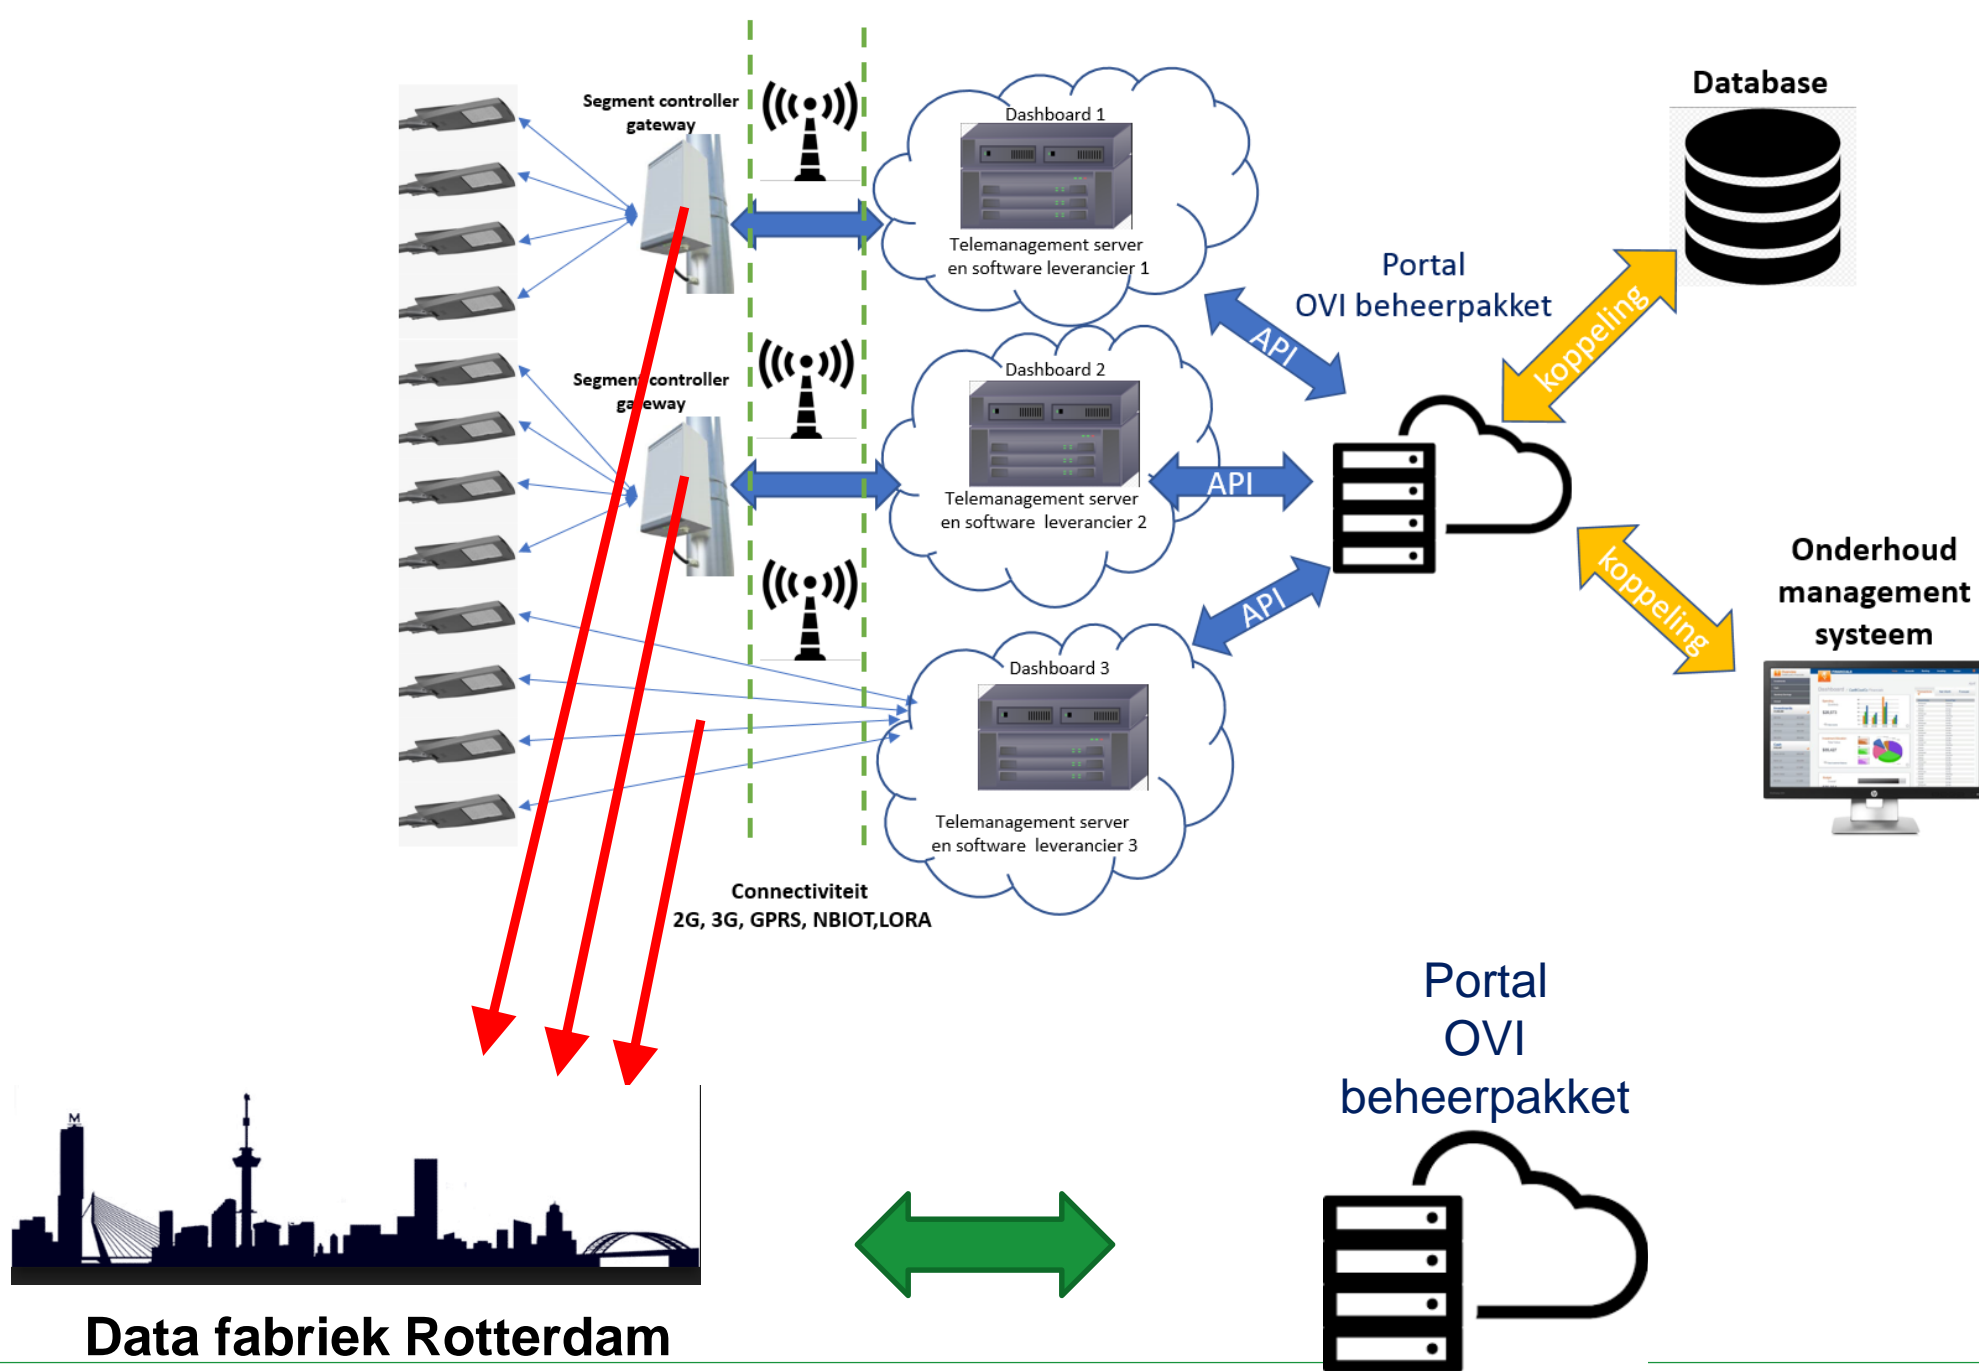 Segment controller
gateway
Dashboard 1
Telemanagement server
en software leverancier 1
Segment controller
gateway
Dashboard 2
Telemanagement server
en software leverancier 2
Dashboard 3
Telemanagement server
en software leverancier 3
Connectiviteit
2G, 3G, GPRS, NBIOT,LORA
API
API
API
Portal
OVI beheerpakket
koppeling
koppeling
Database
Onderhoud
management
systeem
Portal
OVI
beheerpakket
M
Data fabriek Rotterdam